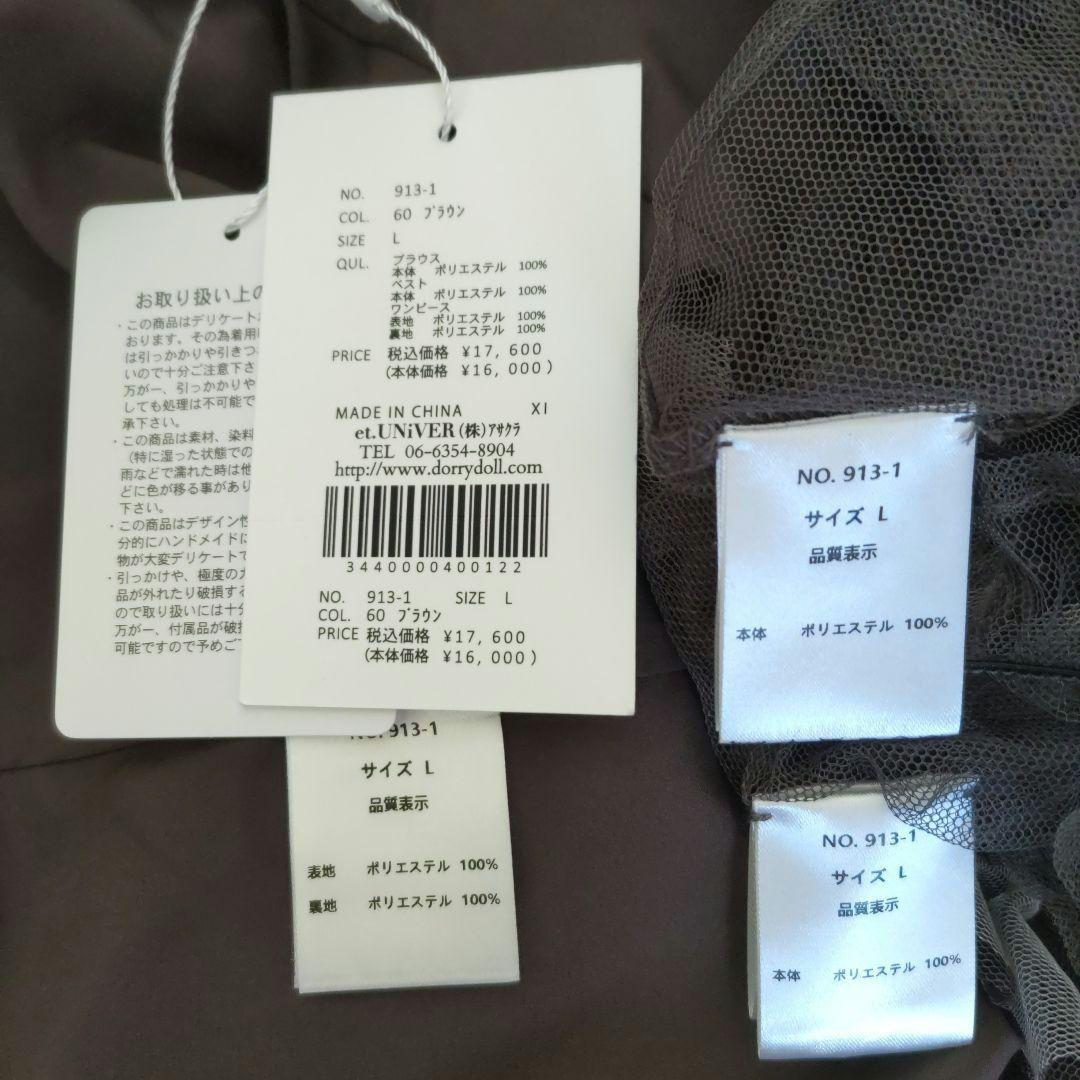 お取り扱い上の
・この商品はデリケート
おります。その為着用
は引っかかりや引きつ
いので十分ご注意下さ
万が一、引っかかりや
しても処理は不可能で
承下さい。
・この商品は素材、染料
（特に湿った状態での
雨などで濡れた時は他
どに色が移る事があり
下さい。
・この商品はデザイン性
分的にハンドメイドに
物が大変デリケートで
・引っかけや、極度の力
品が外れたり破損する
ので取り扱いには十分
万が一、付属品が破損
可能ですので予めご了
NO. 913-1
COL. 60 ブラウン
SIZE L
QUL. ブラウス
本体 ポリエステル 100%
ベスト
本体 ポリエステル 100%
ワンピース
表地 ポリエステル 100%
裏地 ポリエステル 100%
PRICE 税込価格 ¥17,600
(本体価格 ¥16,000)
MADE IN CHINA XI
et.UNiVER(株)アサクラ
TEL 06-6354-8904
http://www.dorrydoll.com
3440000400122
NO. 913-1 SIZE L
COL. 60 ブラウン
PRICE 税込価格 ¥17,600
(本体価格 ¥16,000)
NO. 913-1
サイズ L
品質表示
表地 ポリエステル 100%
裏地 ポリエステル 100%
NO. 913-1
サイズ L
品質表示
本体 ポリエステル 100%
NO. 913-1
サイズ L
品質表示
本体 ポリエステル 100%